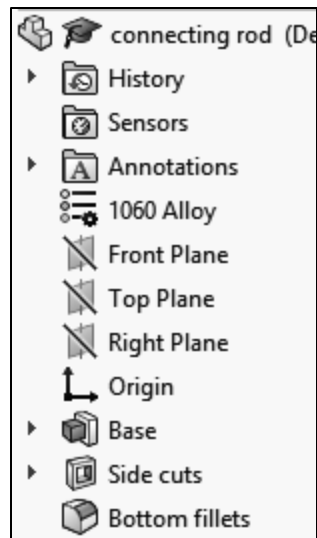 connecting rod (De
History
Sensors
A Annotations
1060 Alloy
Front Plane
Top Plane
Right Plane
Origin
Base
Side cuts
Bottom fillets